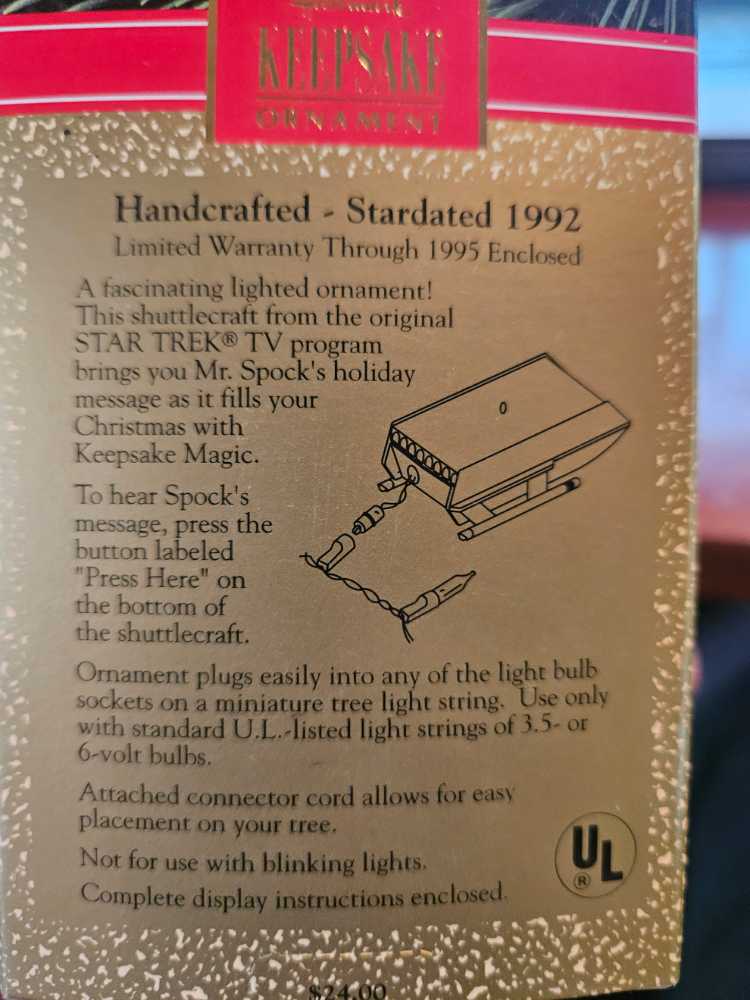 Hallmark
KEEPSAKE
ORNAMENT
Handcrafted - Stardated 1992
Limited Warranty Through 1995 Enclosed
A fascinating lighted ornament!
This shuttlecraft from the original
STAR TREK® TV program
brings you Mr. Spock's holiday
message as it fills your
Christmas with
Keepsake Magic.
To hear Spock's
message, press the
button labeled
"Press Here" on
the bottom of
the shuttlecraft.
Ornament plugs easily into any of the light bulb
sockets on a miniature tree light string. Use only
with standard U.L.-listed light strings of 3.5- or
6-volt bulbs.
Attached connector cord allows for easy
placement on your tree.
Not for use with blinking lights.
Complete display instructions enclosed.
UL
®
$24.00